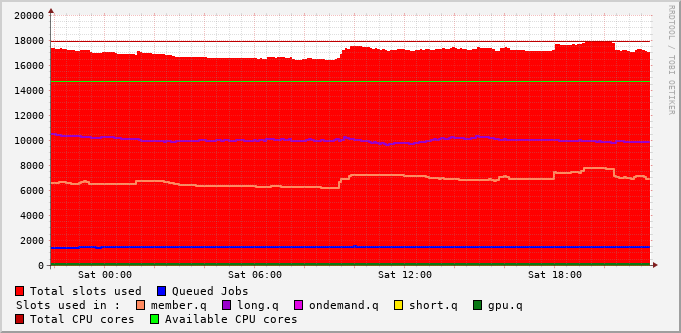 20000
18000
16000
14000
12000
10000
8000
6000
4000
2000
0
Sat 00:00 Sat 06:00 Sat 12:00 Sat 18:00
RRDTOOL / TOBI OETIKER
Total slots used Queued Jobs
Slots used in : member.q long.q ondemand.q short.q gpu.q
Total CPU cores Available CPU cores